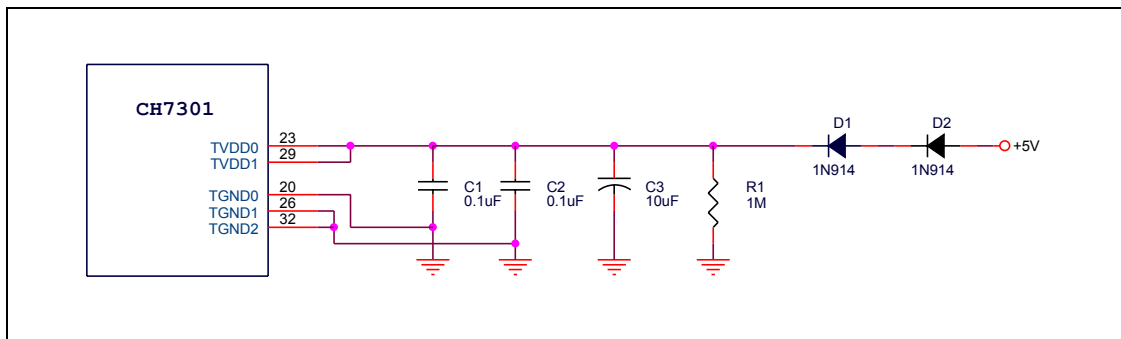 CH7301
TVDD0 23
TVDD1 29
TGND0 20
TGND1 26
TGND2 32
C1
0.1uF
C2
0.1uF
C3
10uF
R1
1M
D1
1N914
D2
1N914
+5V